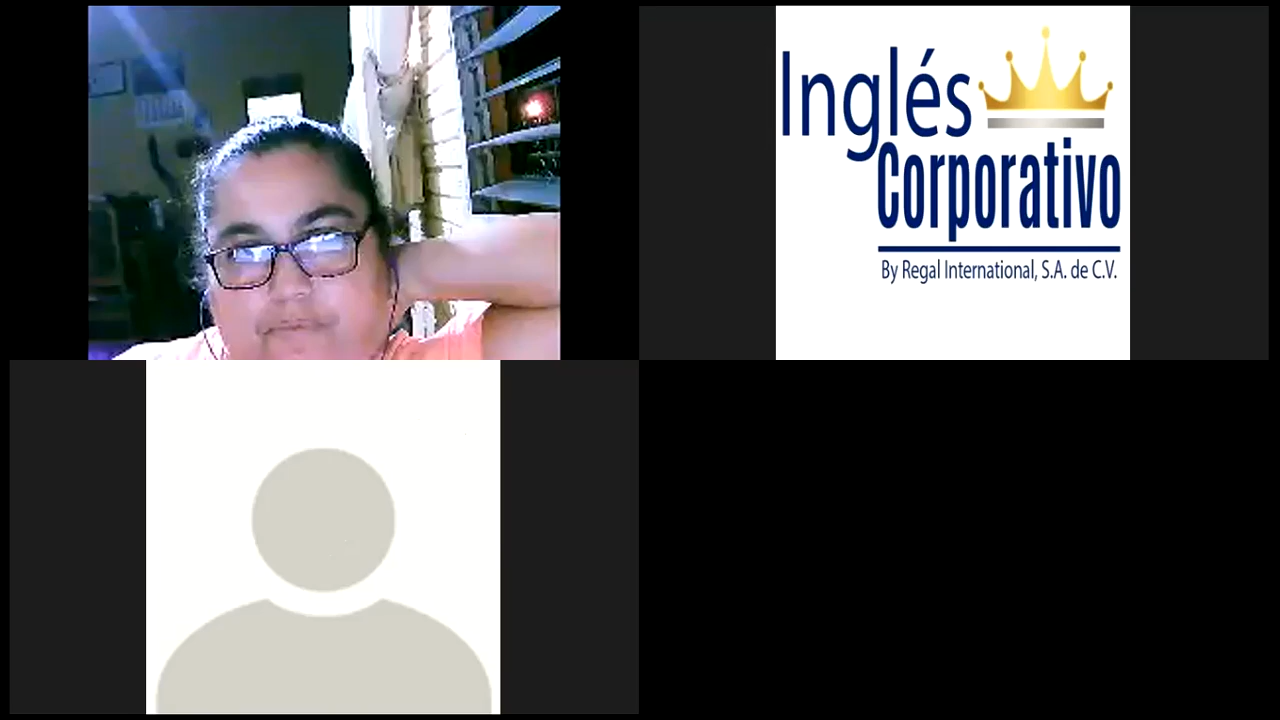 Inglés
Corporativo
By Regal International, S.A. de C.V.